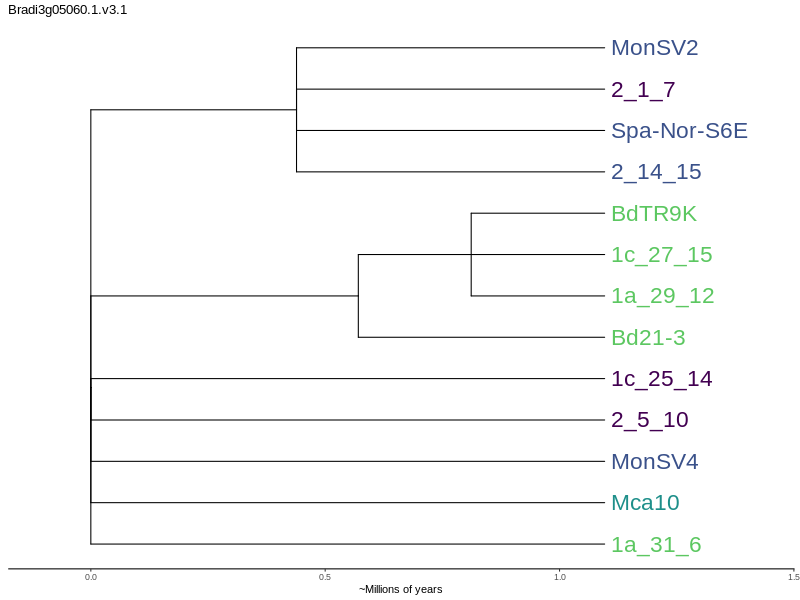 Bradi3g05060.1.v3.1
MonSV2
2_1_7
Spa-Nor-S6E
2_14_15
BdTR9K
1c_27_15
1a_29_12
Bd21-3
1c_25_14
2_5_10
MonSV4
Mca10
1a_31_6
0.0 0.5 1.0 1.5
~Millions of years